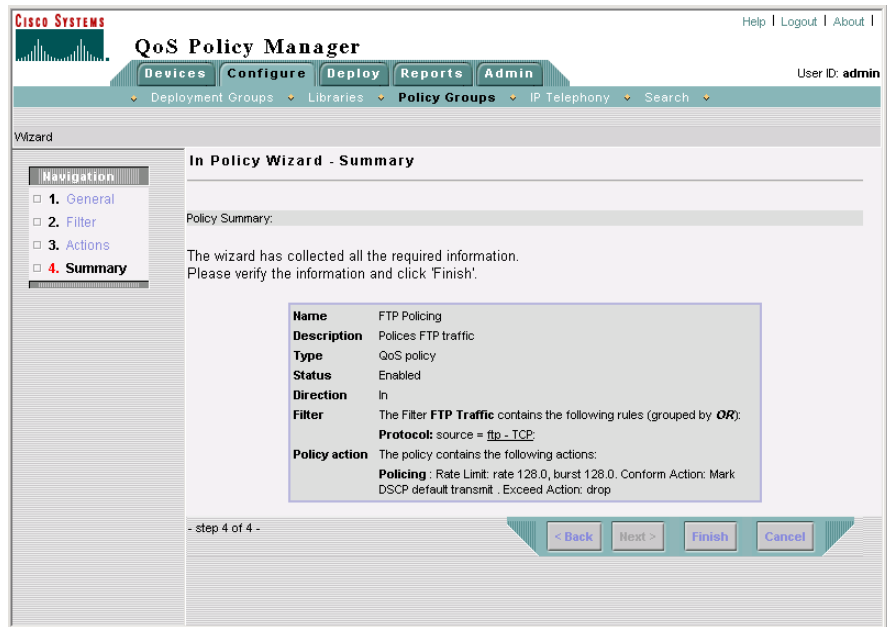 CISCO SYSTEMS
Help | Logout | About |
QoS Policy Manager
Devices Configure Deploy Reports Admin
User ID: admin
Deployment Groups Libraries Policy Groups IP Telephony Search
Wizard
In Policy Wizard - Summary
Navigation
1. General
2. Filter
3. Actions
4. Summary
Policy Summary:
The wizard has collected all the required information.
Please verify the information and click 'Finish'.
Name FTP Policing
Description Polices FTP traffic
Type QoS policy
Status Enabled
Direction In
Filter The Filter FTP Traffic contains the following rules (grouped by OR):
Protocol: source = ftp - TCP;
Policy action The policy contains the following actions:
Policing : Rate Limit: rate 128.0, burst 128.0. Conform Action: Mark
DSCP default transmit . Exceed Action: drop
- step 4 of 4 -
< Back Next > Finish Cancel